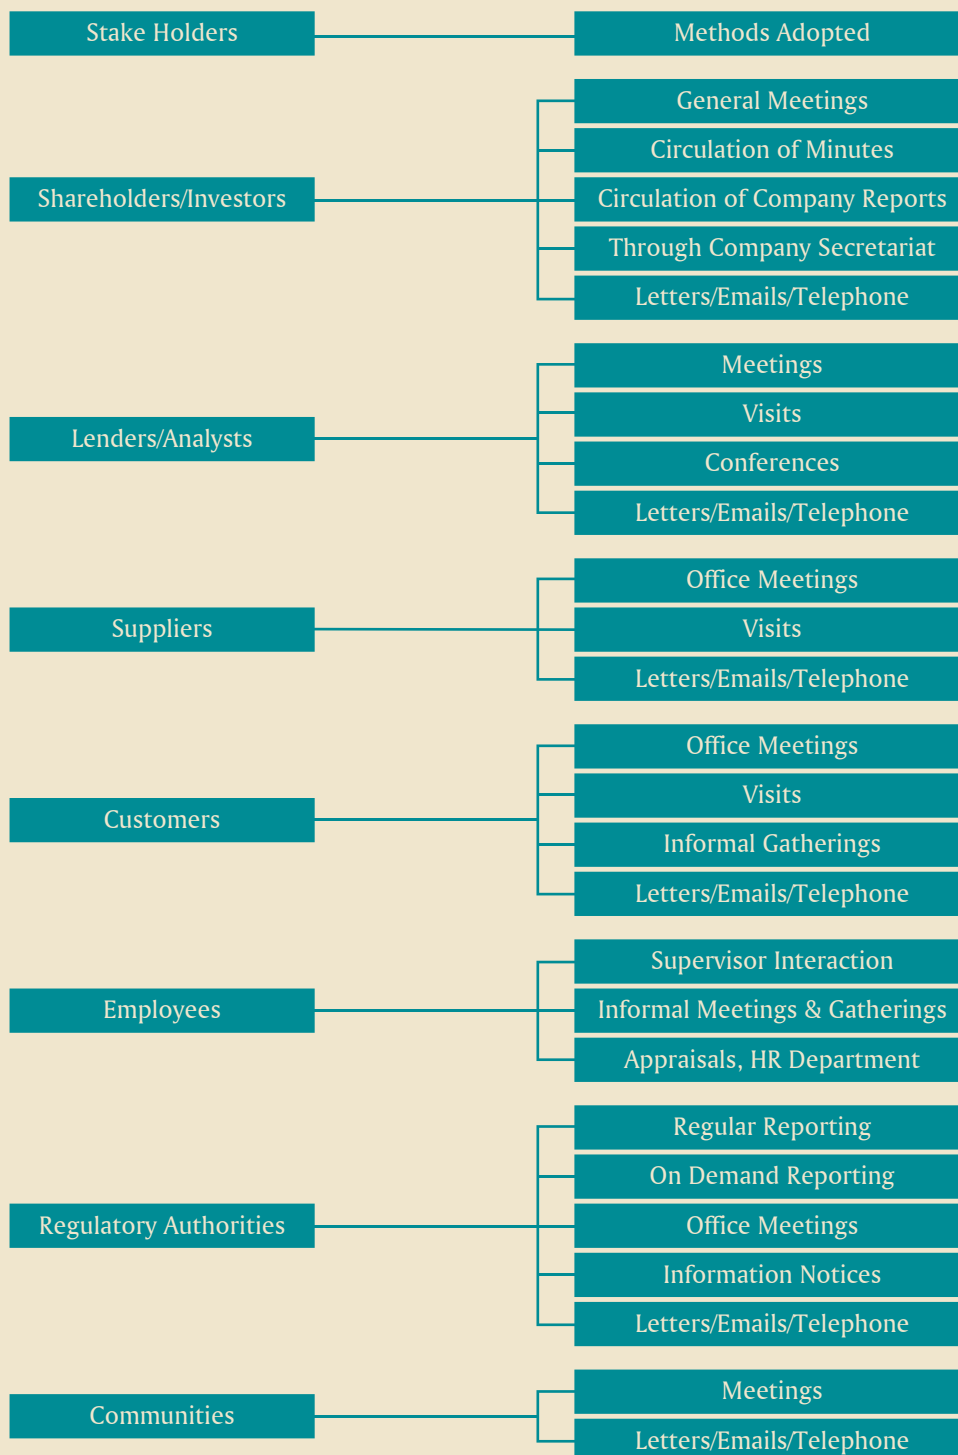 Stake Holders
Methods Adopted
Shareholders/Investors
General Meetings
Circulation of Minutes
Circulation of Company Reports
Through Company Secretariat
Letters/Emails/Telephone
Lenders/Analysts
Meetings
Visits
Conferences
Letters/Emails/Telephone
Suppliers
Office Meetings
Visits
Letters/Emails/Telephone
Customers
Office Meetings
Visits
Informal Gatherings
Letters/Emails/Telephone
Employees
Supervisor Interaction
Informal Meetings & Gatherings
Appraisals, HR Department
Regulatory Authorities
Regular Reporting
On Demand Reporting
Office Meetings
Information Notices
Letters/Emails/Telephone
Communities
Meetings
Letters/Emails/Telephone